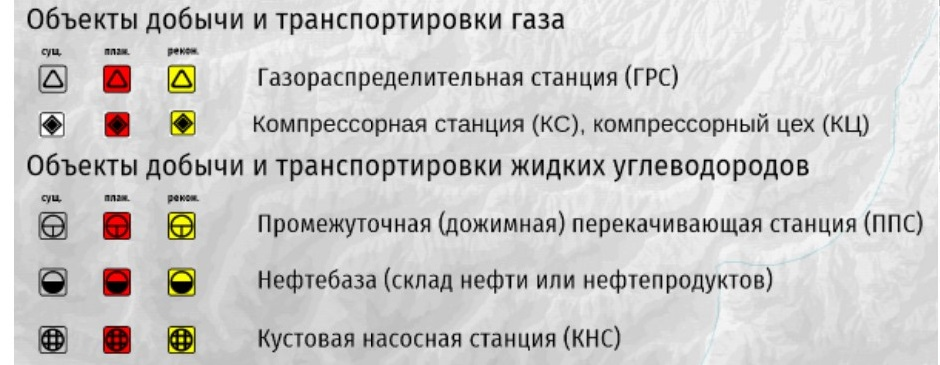 Объекты добычи и транспортировки газа
сущ. план. рекон.
Газораспределительная станция (ГРС)
Компрессорная станция (КС), компрессорный цех (КЦ)
Объекты добычи и транспортировки жидких углеводородов
сущ. план. рекон.
Промежуточная (дожимная) перекачивающая станция (ППС)
Нефтебаза (склад нефти или нефтепродуктов)
Кустовая насосная станция (КНС)